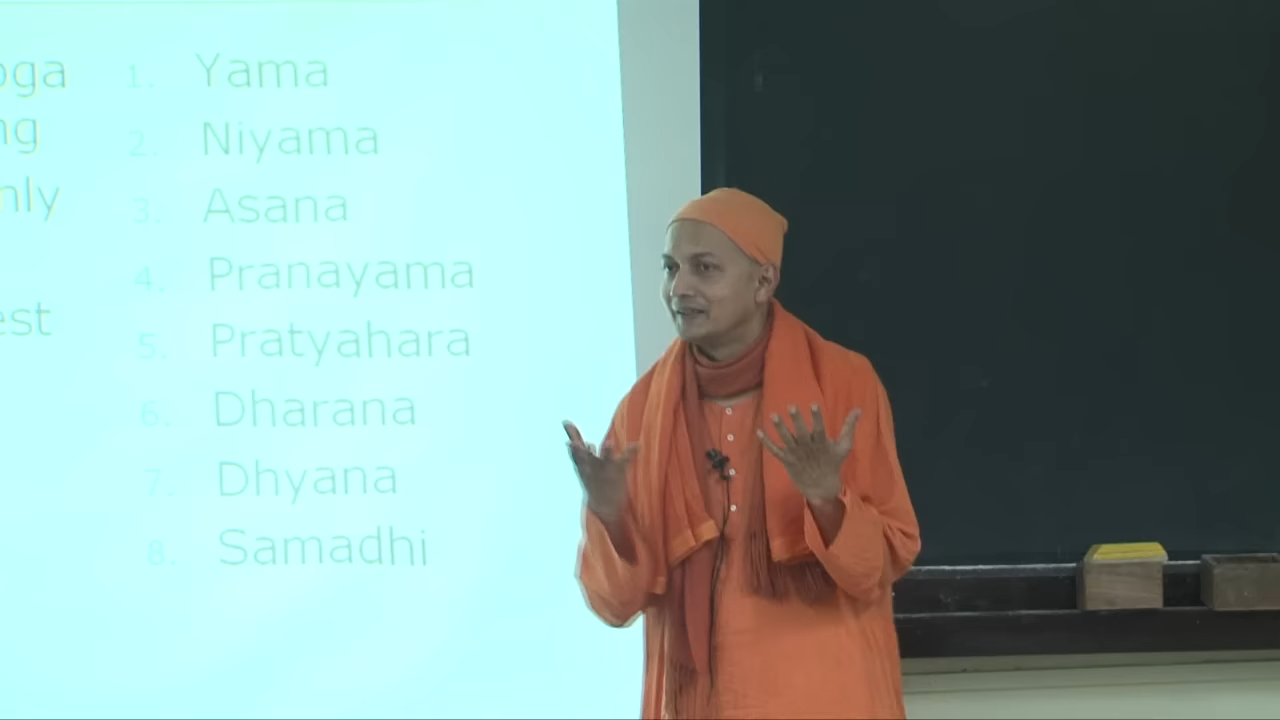 oga
ng
nly
est
1. Yama
2. Niyama
3. Asana
4. Pranayama
5. Pratyahara
6. Dharana
7. Dhyana
8. Samadhi